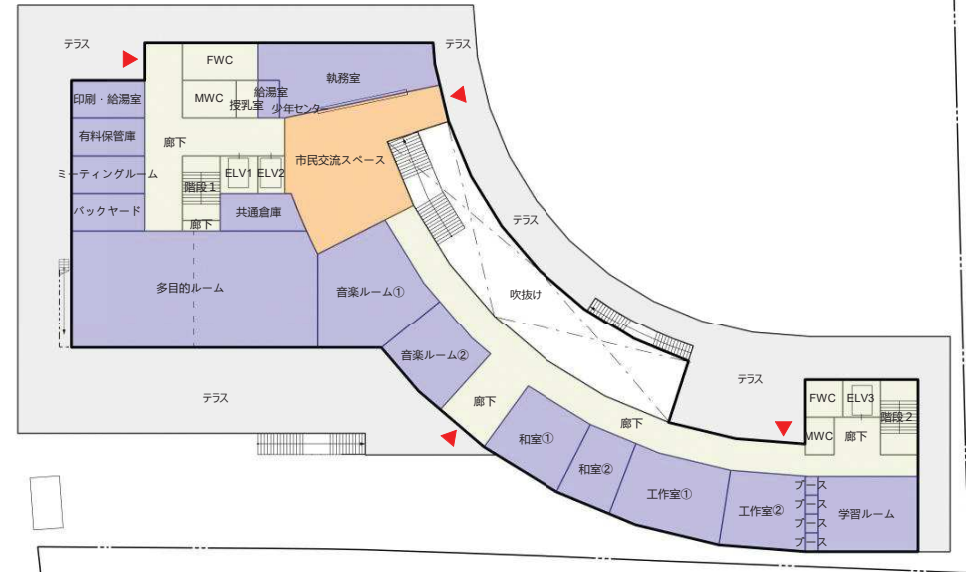 テラス
テラス
FWC
執務室
印刷・給湯室
MWC
授乳室
給湯室
少年センター
有料保管庫
廊下
市民交流スペース
ミーティングルーム
階段1
ELV1
ELV2
バックヤード
廊下
共通倉庫
テラス
多目的ルーム
音楽ルーム①
吹抜け
音楽ルーム②
テラス
テラス
廊下
廊下
FWC
ELV3
階段2
MWC
廊下
和室①
和室②
工作室①
工作室②
ブース
ブース
ブース
ブース
学習ルーム